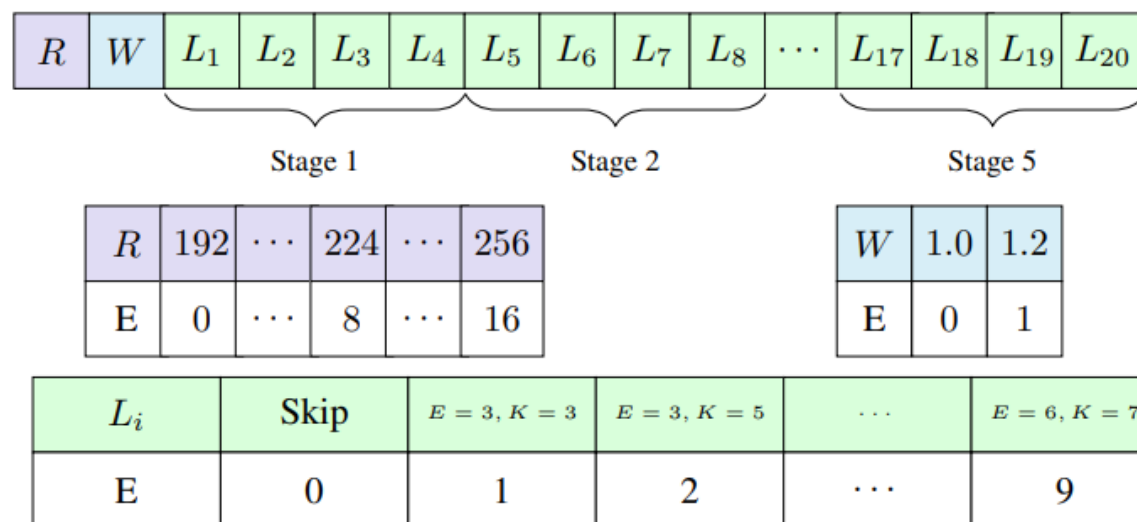 R W L₁ L₂ L₃ L₄ L₅ L₆ L₇ L₈ ⋯ L₁₇ L₁₈ L₁₉ L₂₀
Stage 1 Stage 2 Stage 5
R 192 ⋯ 224 ⋯ 256 W 1.0 1.2
E 0 ⋯ 8 ⋯ 16 E 0 1
Lᵢ Skip E = 3, K = 3 E = 3, K = 5 ⋯ E = 6, K = 7
E 0 1 2 ⋯ 9